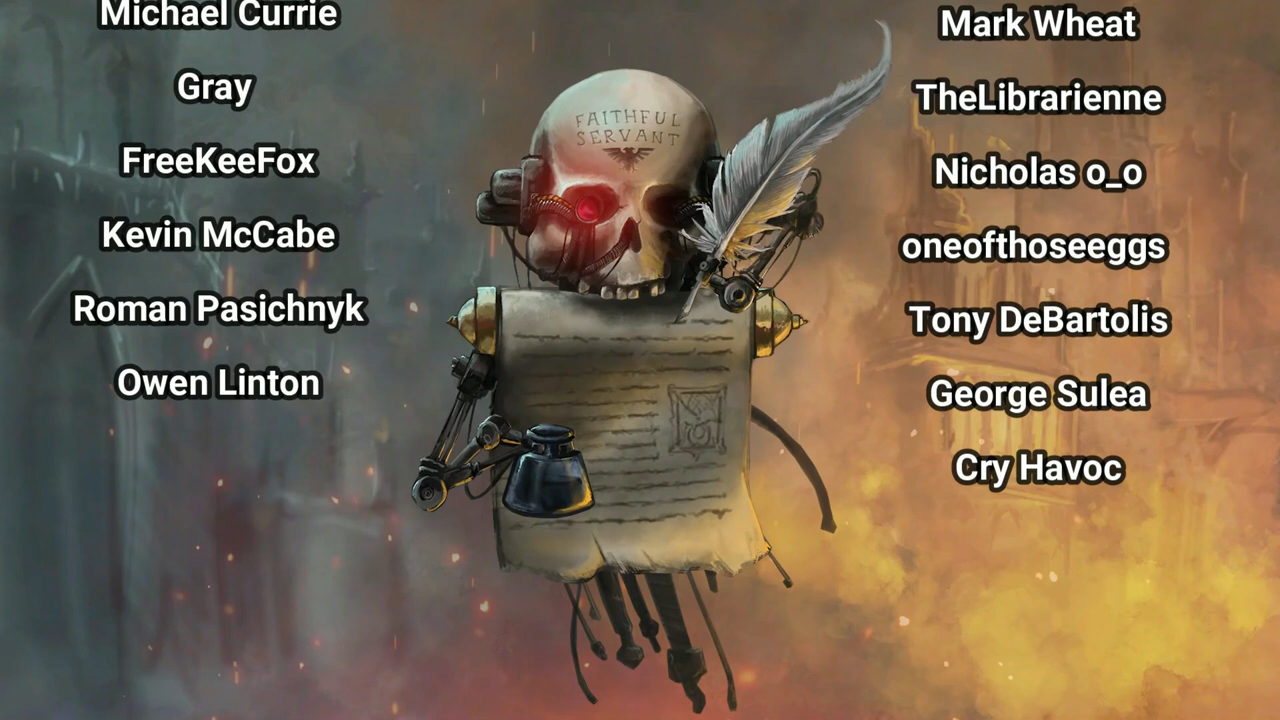 Michael Currie
Gray
FreeKeeFox
Kevin McCabe
Roman Pasichnyk
Owen Linton
FAITHFUL
SERVANT
Mark Wheat
TheLibrarienne
Nicholas o_o
oneofthoseeggs
Tony DeBartolis
George Sulea
Cry Havoc